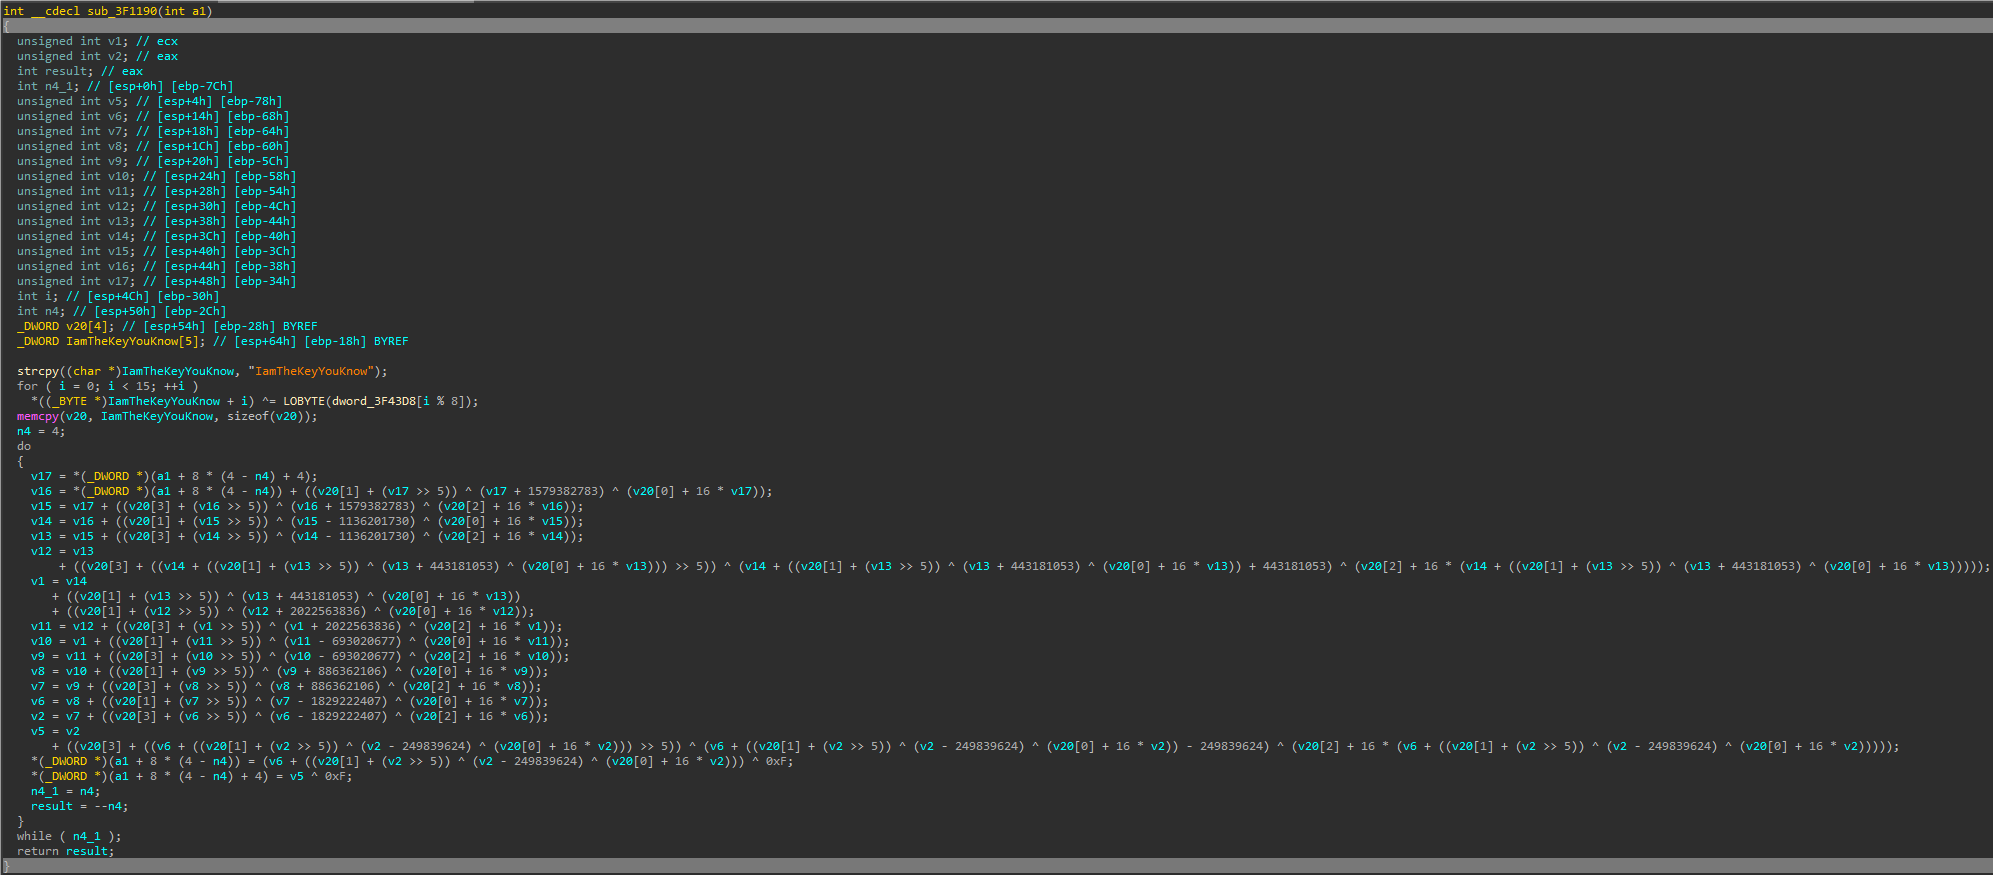 int __cdecl sub_3F1190(int a1)
{
  unsigned int v1; // ecx
  unsigned int v2; // eax
  int result; // eax
  int n4_1; // [esp+0h] [ebp-7Ch]
  unsigned int v5; // [esp+4h] [ebp-78h]
  unsigned int v6; // [esp+14h] [ebp-68h]
  unsigned int v7; // [esp+18h] [ebp-64h]
  unsigned int v8; // [esp+1Ch] [ebp-60h]
  unsigned int v9; // [esp+20h] [ebp-5Ch]
  unsigned int v10; // [esp+24h] [ebp-58h]
  unsigned int v11; // [esp+28h] [ebp-54h]
  unsigned int v12; // [esp+30h] [ebp-4Ch]
  unsigned int v13; // [esp+38h] [ebp-44h]
  unsigned int v14; // [esp+3Ch] [ebp-40h]
  unsigned int v15; // [esp+40h] [ebp-3Ch]
  unsigned int v16; // [esp+44h] [ebp-38h]
  unsigned int v17; // [esp+48h] [ebp-34h]
  int i; // [esp+4Ch] [ebp-30h]
  int n4; // [esp+50h] [ebp-2Ch]
  _DWORD v20[4]; // [esp+54h] [ebp-28h] BYREF
  _DWORD IamTheKeyYouKnow[5]; // [esp+64h] [ebp-18h] BYREF

  strcpy((char *)IamTheKeyYouKnow, "IamTheKeyYouKnow");
  for ( i = 0; i < 15; ++i )
    *((_BYTE *)IamTheKeyYouKnow + i) ^= LOBYTE(dword_3F43D8[i % 8]);
  memcpy(v20, IamTheKeyYouKnow, sizeof(v20));
  n4 = 4;
  do
  {
    v17 = *(_DWORD *)(a1 + 8 * (4 - n4) + 4);
    v16 = *(_DWORD *)(a1 + 8 * (4 - n4)) + ((v20[1] + (v17 >> 5)) ^ (v17 + 1579382783) ^ (v20[0] + 16 * v17));
    v15 = v17 + ((v20[3] + (v16 >> 5)) ^ (v16 + 1579382783) ^ (v20[2] + 16 * v16));
    v14 = v16 + ((v20[1] + (v15 >> 5)) ^ (v15 - 1136201730) ^ (v20[0] + 16 * v15));
    v13 = v15 + ((v20[3] + (v14 >> 5)) ^ (v14 - 1136201730) ^ (v20[2] + 16 * v14));
    v12 = v13
        + ((v20[3] + ((v14 + ((v20[1] + (v13 >> 5)) ^ (v13 + 443181053) ^ (v20[0] + 16 * v13))) >> 5)) ^ (v14 + ((v20[1] + (v13 >> 5)) ^ (v13 + 443181053) ^ (v20[0] + 16 * v13)) + 443181053) ^ (v20[2] + 16 * (v14 + ((v20[1] + (v13 >> 5)) ^ (v13 + 443181053) ^ (v20[0] + 16 * v13)))));
    v1 = v14
       + ((v20[1] + (v13 >> 5)) ^ (v13 + 443181053) ^ (v20[0] + 16 * v13))
       + ((v20[1] + (v12 >> 5)) ^ (v12 + 2022563836) ^ (v20[0] + 16 * v12));
    v11 = v12 + ((v20[3] + (v1 >> 5)) ^ (v1 + 2022563836) ^ (v20[2] + 16 * v1));
    v10 = v1 + ((v20[1] + (v11 >> 5)) ^ (v11 - 693020677) ^ (v20[0] + 16 * v11));
    v9 = v11 + ((v20[3] + (v10 >> 5)) ^ (v10 - 693020677) ^ (v20[2] + 16 * v10));
    v8 = v10 + ((v20[1] + (v9 >> 5)) ^ (v9 + 886362106) ^ (v20[0] + 16 * v9));
    v7 = v9 + ((v20[3] + (v8 >> 5)) ^ (v8 + 886362106) ^ (v20[2] + 16 * v8));
    v6 = v8 + ((v20[1] + (v7 >> 5)) ^ (v7 - 1829222407) ^ (v20[0] + 16 * v7));
    v2 = v7 + ((v20[3] + (v6 >> 5)) ^ (v6 - 1829222407) ^ (v20[2] + 16 * v6));
    v5 = v2
       + ((v20[3] + ((v6 + ((v20[1] + (v2 >> 5)) ^ (v2 - 249839624) ^ (v20[0] + 16 * v2))) >> 5)) ^ (v6 + ((v20[1] + (v2 >> 5)) ^ (v2 - 249839624) ^ (v20[0] + 16 * v2)) - 249839624) ^ (v20[2] + 16 * (v6 + ((v20[1] + (v2 >> 5)) ^ (v2 - 249839624) ^ (v20[0] + 16 * v2)))));
    *(_DWORD *)(a1 + 8 * (4 - n4)) = (v6 + ((v20[1] + (v2 >> 5)) ^ (v2 - 249839624) ^ (v20[0] + 16 * v2))) ^ 0xF;
    *(_DWORD *)(a1 + 8 * (4 - n4) + 4) = v5 ^ 0xF;
    n4_1 = n4;
    result = --n4;
  }
  while ( n4_1 );
  return result;
}